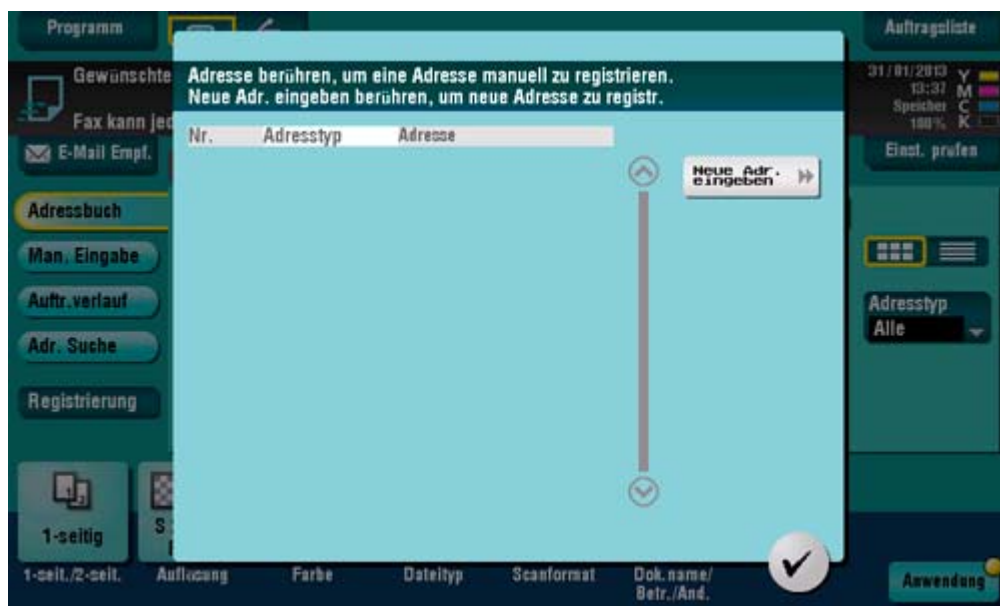 Programm
Auftragsliste
Gewünschte
Fax kann jed
Adresse berühren, um eine Adresse manuell zu registrieren.
Neue Adr. eingeben berühren, um neue Adresse zu registr.
31/01/2013
13:37
Speicher
100%
Y
M
C
K
E-Mail Empf.
Nr. Adresstyp Adresse
Einst. prüfen
Neue Adr.
eingeben
Adressbuch
Man. Eingabe
Auftr.verlauf
Adresstyp
Alle
Adr. Suche
Registrierung
1-seitig
S
1-seit./2-seit. Auflösung Farbe Dateityp Scanformat Dok.name/
Betr./And.
Anwendung